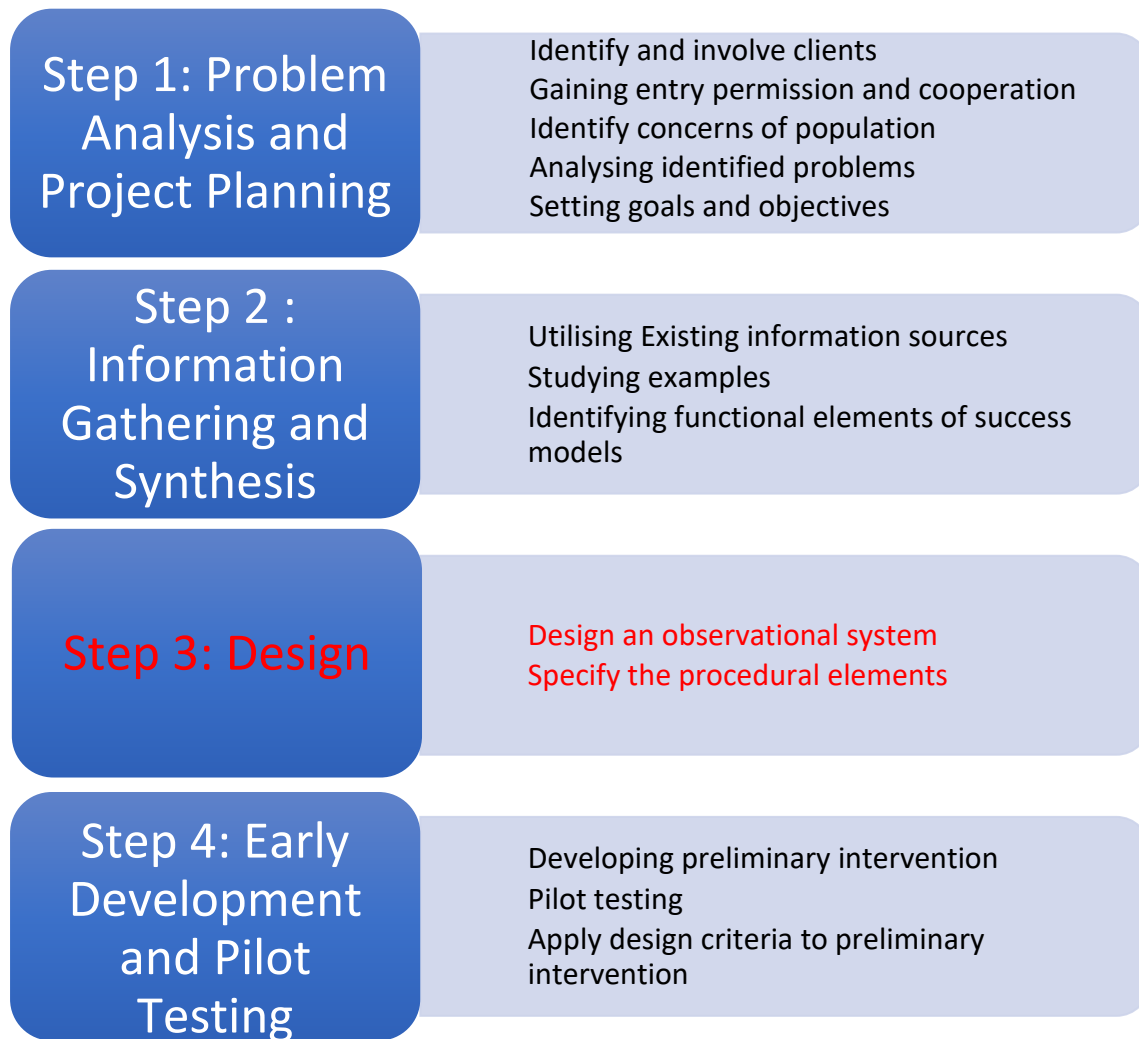 Step 1: Problem
Analysis and
Project Planning
Identify and involve clients
Gaining entry permission and cooperation
Identify concerns of population
Analysing identified problems
Setting goals and objectives
Step 2 :
Information
Gathering and
Synthesis
Utilising Existing information sources
Studying examples
Identifying functional elements of success
models
Step 3: Design
Design an observational system
Specify the procedural elements
Step 4: Early
Development
and Pilot
Testing
Developing preliminary intervention
Pilot testing
Apply design criteria to preliminary
intervention